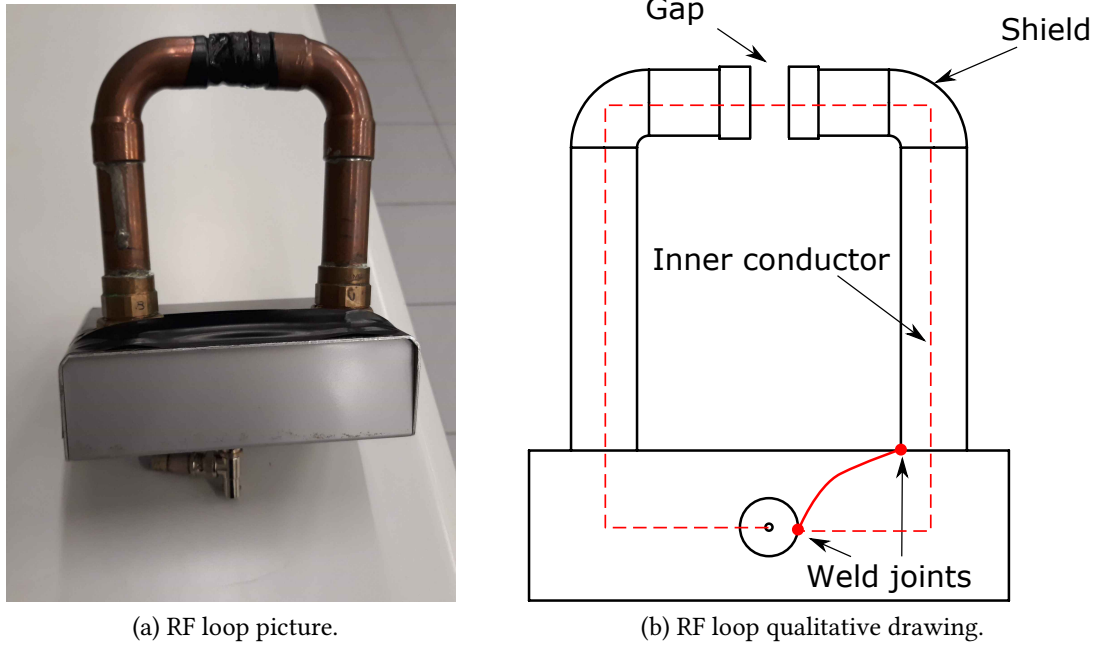 Gap
Shield
Inner conductor
Weld joints
(a) RF loop picture.
(b) RF loop qualitative drawing.